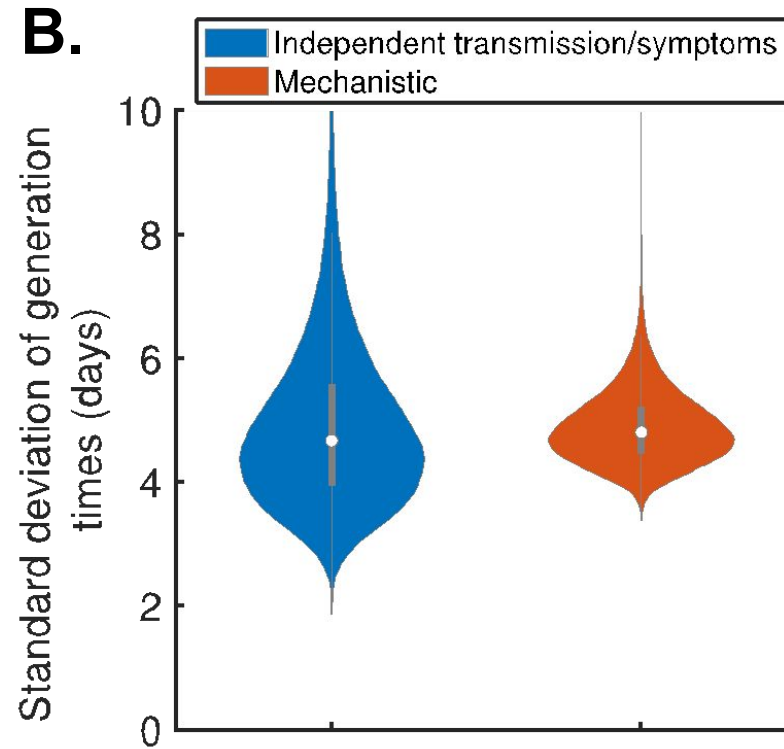 B.
Independent transmission/symptoms
Mechanistic
Standard deviation of generation
times (days)
10
8
6
4
2
0